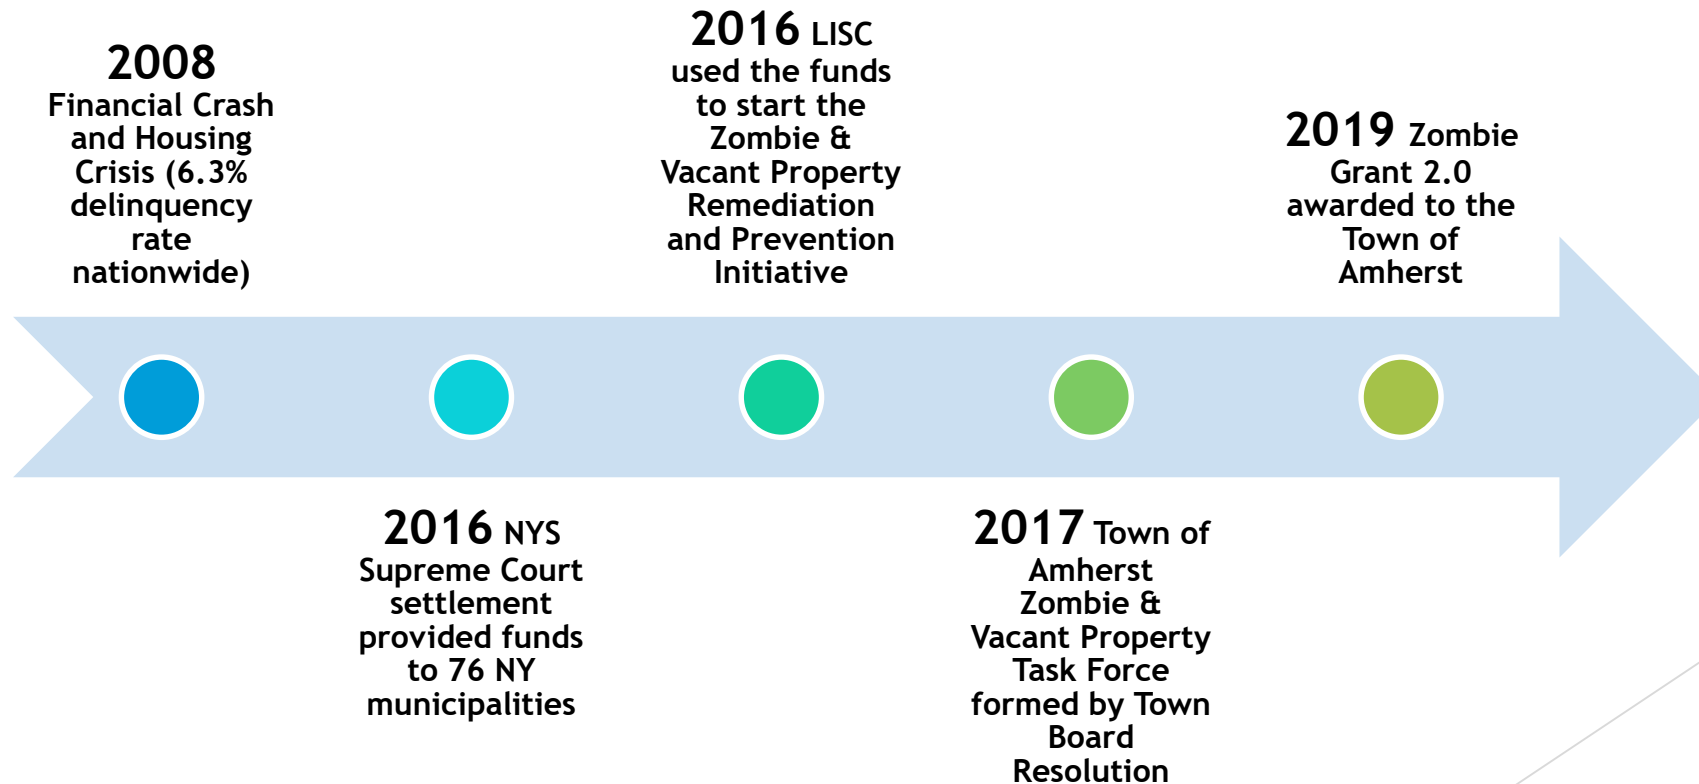 2008
Financial Crash
and Housing
Crisis (6.3%
delinquency
rate
nationwide)
2016 NYS
Supreme Court
settlement
provided funds
to 76 NY
municipalities
2016 LISC
used the funds
to start the
Zombie &
Vacant Property
Remediation
and Prevention
Initiative
2017 Town of
Amherst
Zombie &
Vacant Property
Task Force
formed by Town
Board
Resolution
2019 Zombie
Grant 2.0
awarded to the
Town of
Amherst